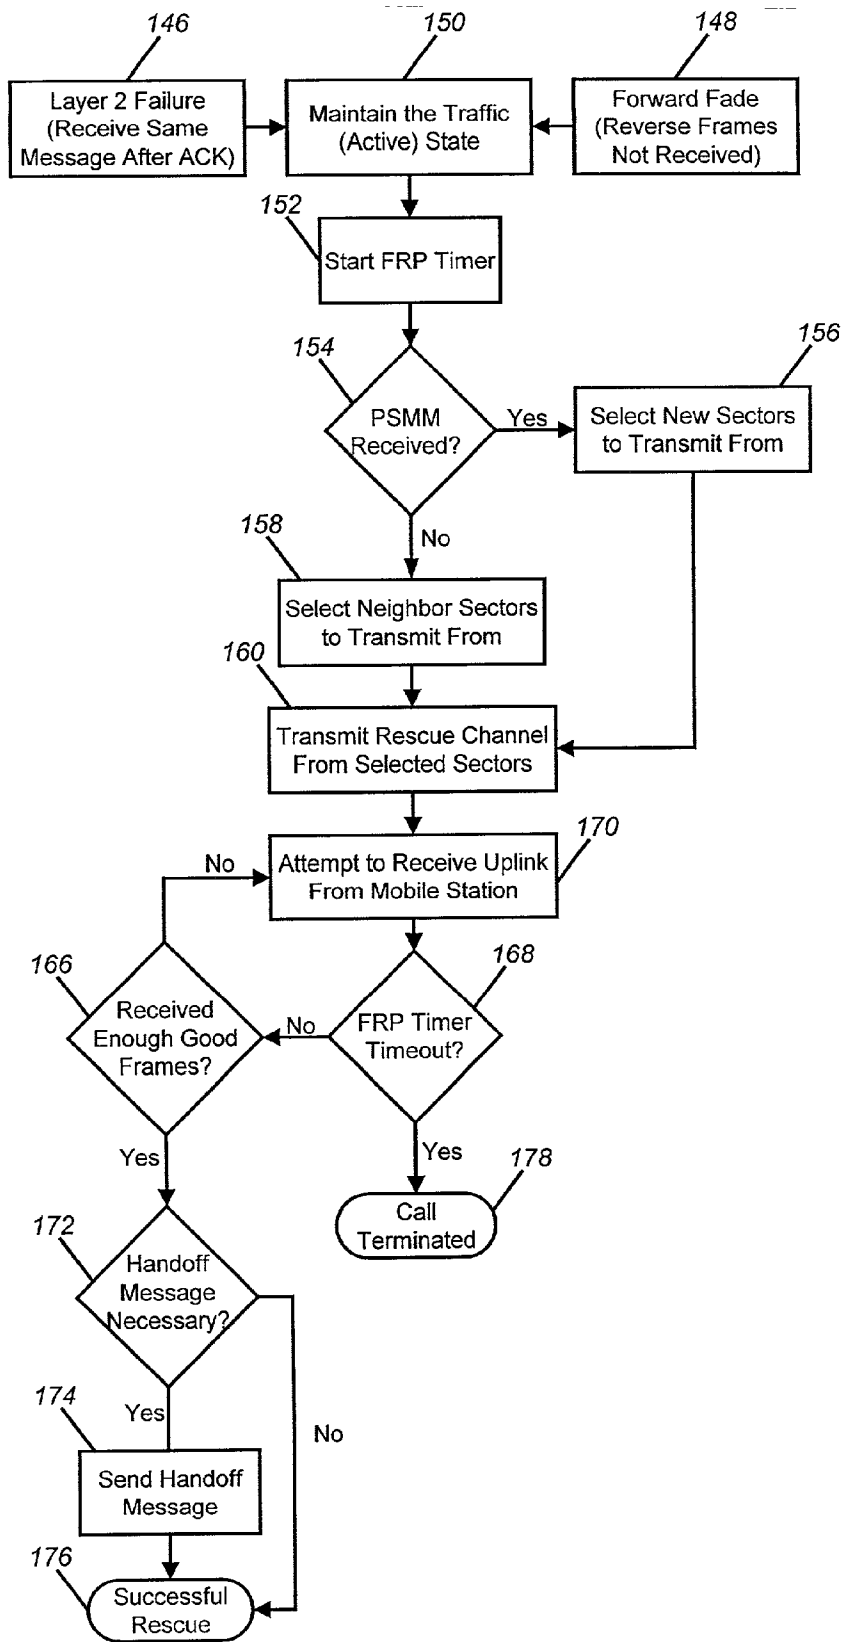 146
150
148
Layer 2 Failure
(Receive Same
Message After ACK)
Maintain the Traffic
(Active) State
Forward Fade
(Reverse Frames
Not Received)
152
Start FRP Timer
154
156
PSMM
Received?
Yes
Select New Sectors
to Transmit From
158
No
Select Neighbor Sectors
to Transmit From
160
Transmit Rescue Channel
From Selected Sectors
170
No
Attempt to Receive Uplink
From Mobile Station
166
168
Received
Enough Good
Frames?
No
FRP Timer
Timeout?
Yes
Yes
178
Call
Terminated
172
Handoff
Message
Necessary?
174
Yes
No
Send Handoff
Message
176
Successful
Rescue